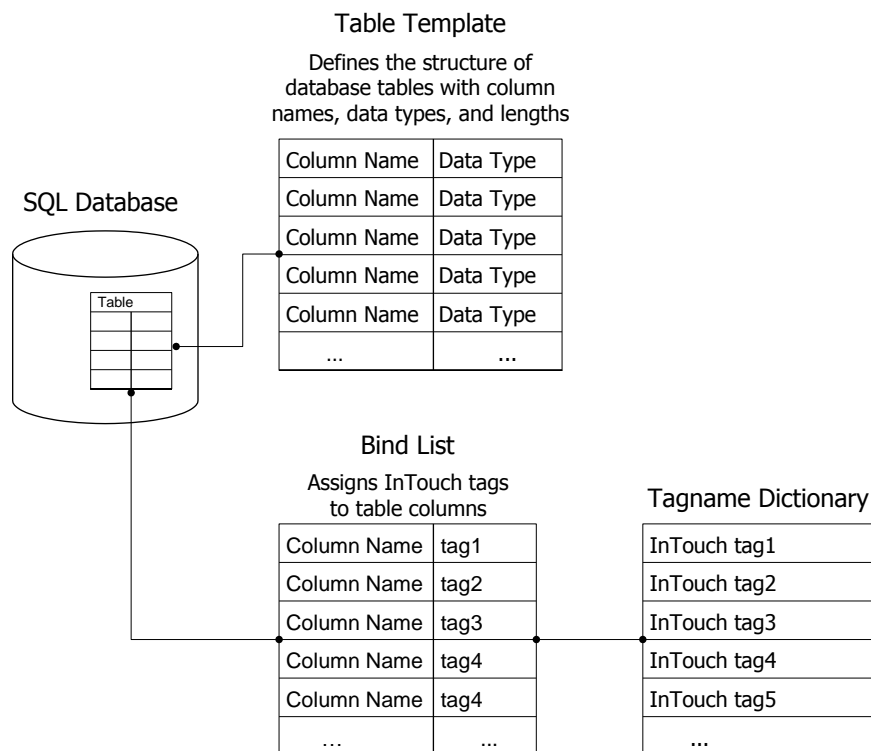 Table Template
Defines the structure of
database tables with column
names, data types, and lengths
Column Name Data Type
Column Name Data Type
Column Name Data Type
Column Name Data Type
Column Name Data Type
... ...
SQL Database
Table
Bind List
Assigns InTouch tags
to table columns
Column Name tag1
Column Name tag2
Column Name tag3
Column Name tag4
Column Name tag4
... ...
Tagname Dictionary
InTouch tag1
InTouch tag2
InTouch tag3
InTouch tag4
InTouch tag5
...